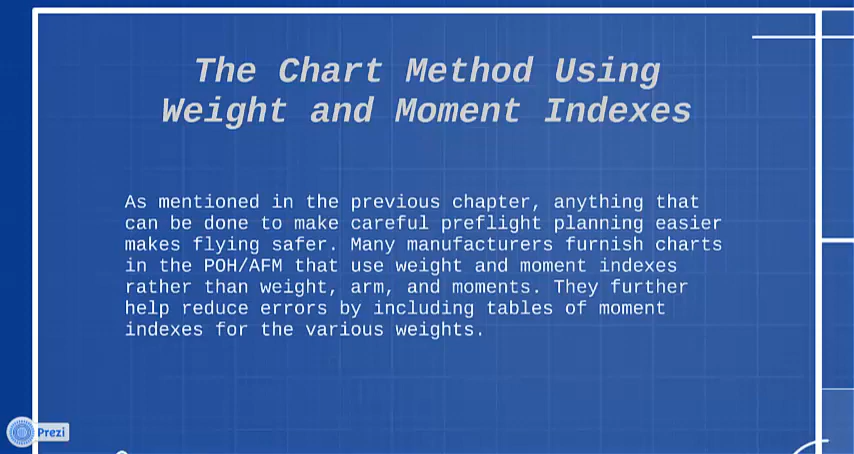 The Chart Method Using
Weight and Moment Indexes
As mentioned in the previous chapter, anything that
can be done to make careful preflight planning easier
makes flying safer. Many manufacturers furnish charts
in the POH/AFM that use weight and moment indexes
rather than weight, arm, and moments. They further
help reduce errors by including tables of moment
indexes for the various weights.
Prezi